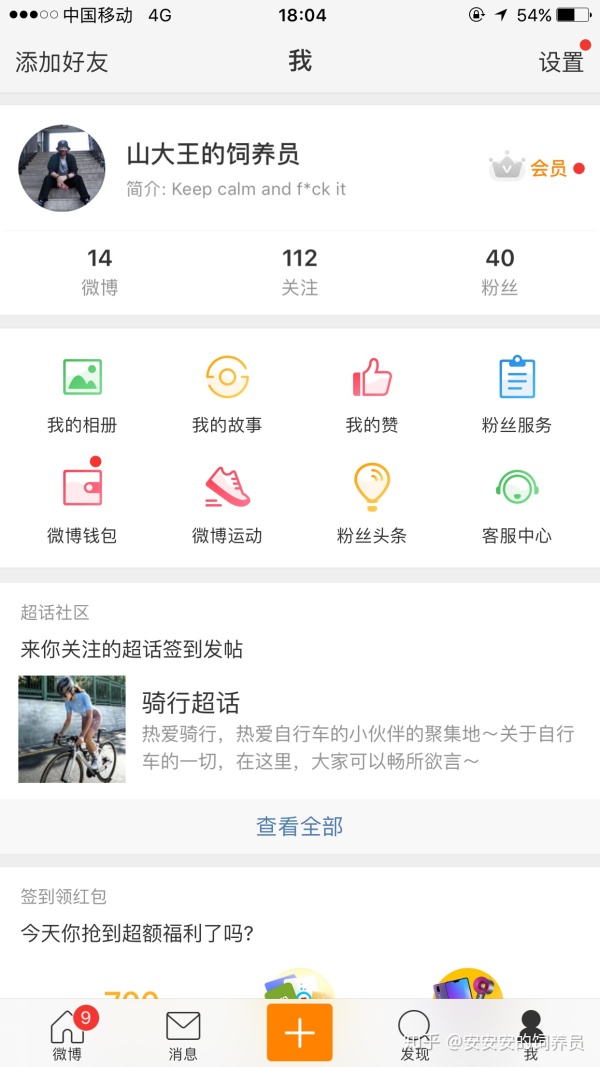 中国移动 4G 18:04 54%
添加好友 我 设置
山大王的饲养员
简介: Keep calm and f*ck it
会员
14 112 40
微博 关注 粉丝
我的相册 我的故事 我的赞 粉丝服务
微博钱包 微博运动 粉丝头条 客服中心
超话社区
来你关注的超话签到发帖
骑行超话
热爱骑行，热爱自行车的小伙伴的聚集地～关于自行
车的一切，在这里，大家可以畅所欲言～
查看全部
签到领红包
今天你抢到超额福利了吗?
9
微博 消息 发现 我
知乎 @安安安的饲养员